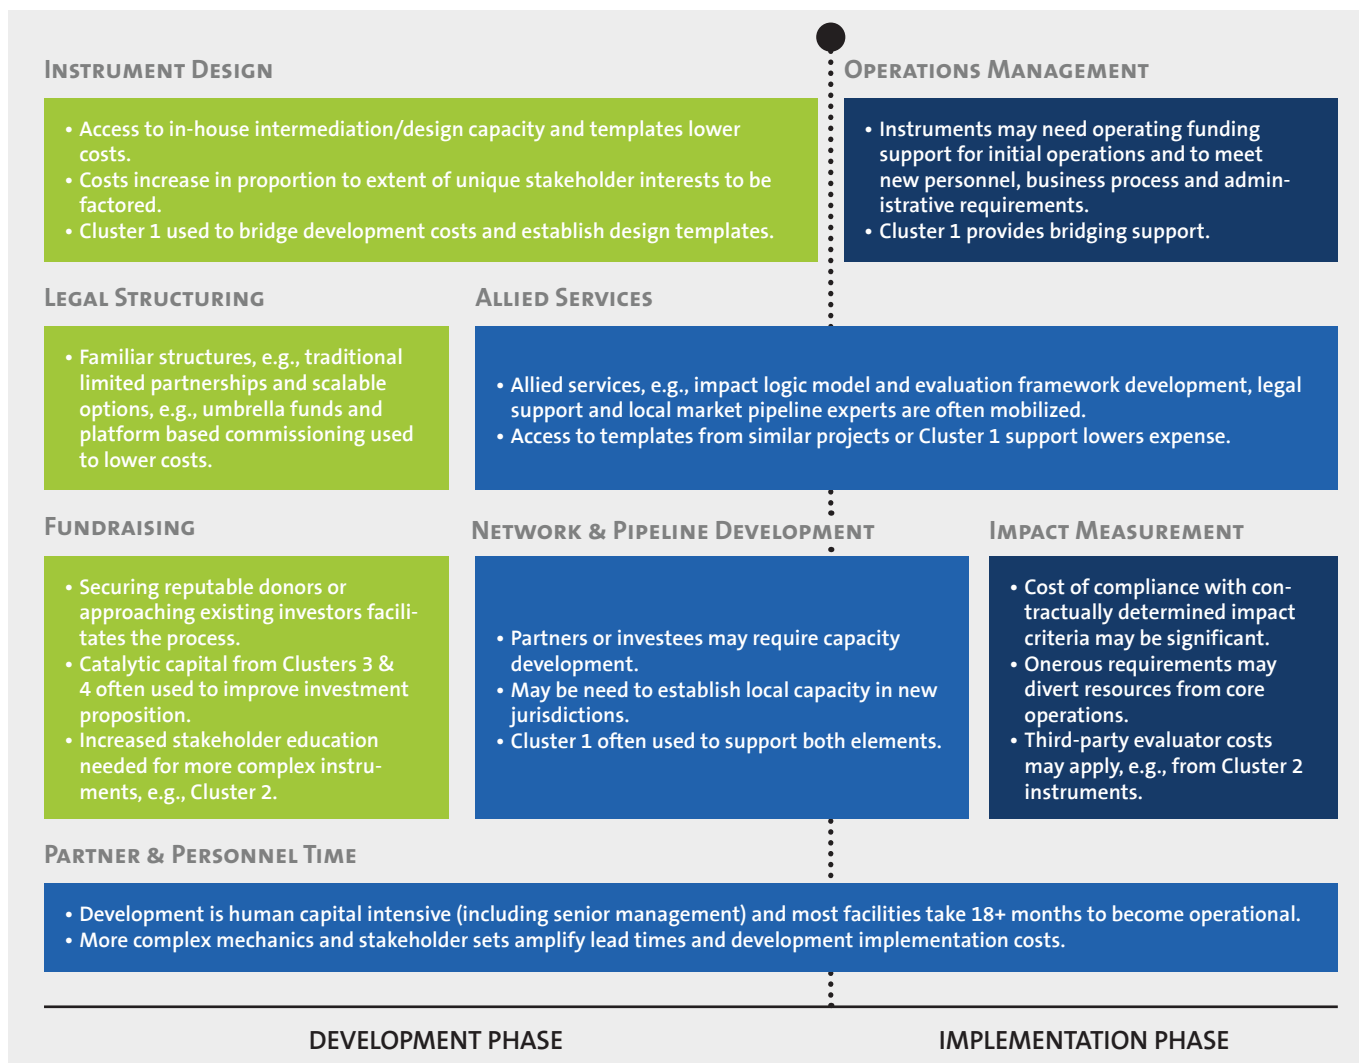 INSTRUMENT DESIGN
• Access to in-house intermediation/design capacity and templates lower
costs.
• Costs increase in proportion to extent of unique stakeholder interests to be
factored.
• Cluster 1 used to bridge development costs and establish design templates.
OPERATIONS MANAGEMENT
• Instruments may need operating funding
support for initial operations and to meet
new personnel, business process and admin-
istrative requirements.
• Cluster 1 provides bridging support.
LEGAL STRUCTURING
• Familiar structures, e.g., traditional
limited partnerships and scalable
options, e.g., umbrella funds and
platform based commissioning used
to lower costs.
ALLIED SERVICES
• Allied services, e.g., impact logic model and evaluation framework development, legal
support and local market pipeline experts are often mobilized.
• Access to templates from similar projects or Cluster 1 support lowers expense.
FUNDRAISING
• Securing reputable donors or
approaching existing investors facili-
tates the process.
• Catalytic capital from Clusters 3 &
4 often used to improve investment
proposition.
• Increased stakeholder education
needed for more complex instru-
ments, e.g., Cluster 2.
NETWORK & PIPELINE DEVELOPMENT
• Partners or investees may require capacity
development.
• May be need to establish local capacity in new
jurisdictions.
• Cluster 1 often used to support both elements.
IMPACT MEASUREMENT
• Cost of compliance with con-
tractually determined impact
criteria may be significant.
• Onerous requirements may
divert resources from core
operations.
• Third-party evaluator costs
may apply, e.g., from Cluster 2
instruments.
PARTNER & PERSONNEL TIME
• Development is human capital intensive (including senior management) and most facilities take 18+ months to become operational.
• More complex mechanics and stakeholder sets amplify lead times and development implementation costs.
DEVELOPMENT PHASE
IMPLEMENTATION PHASE